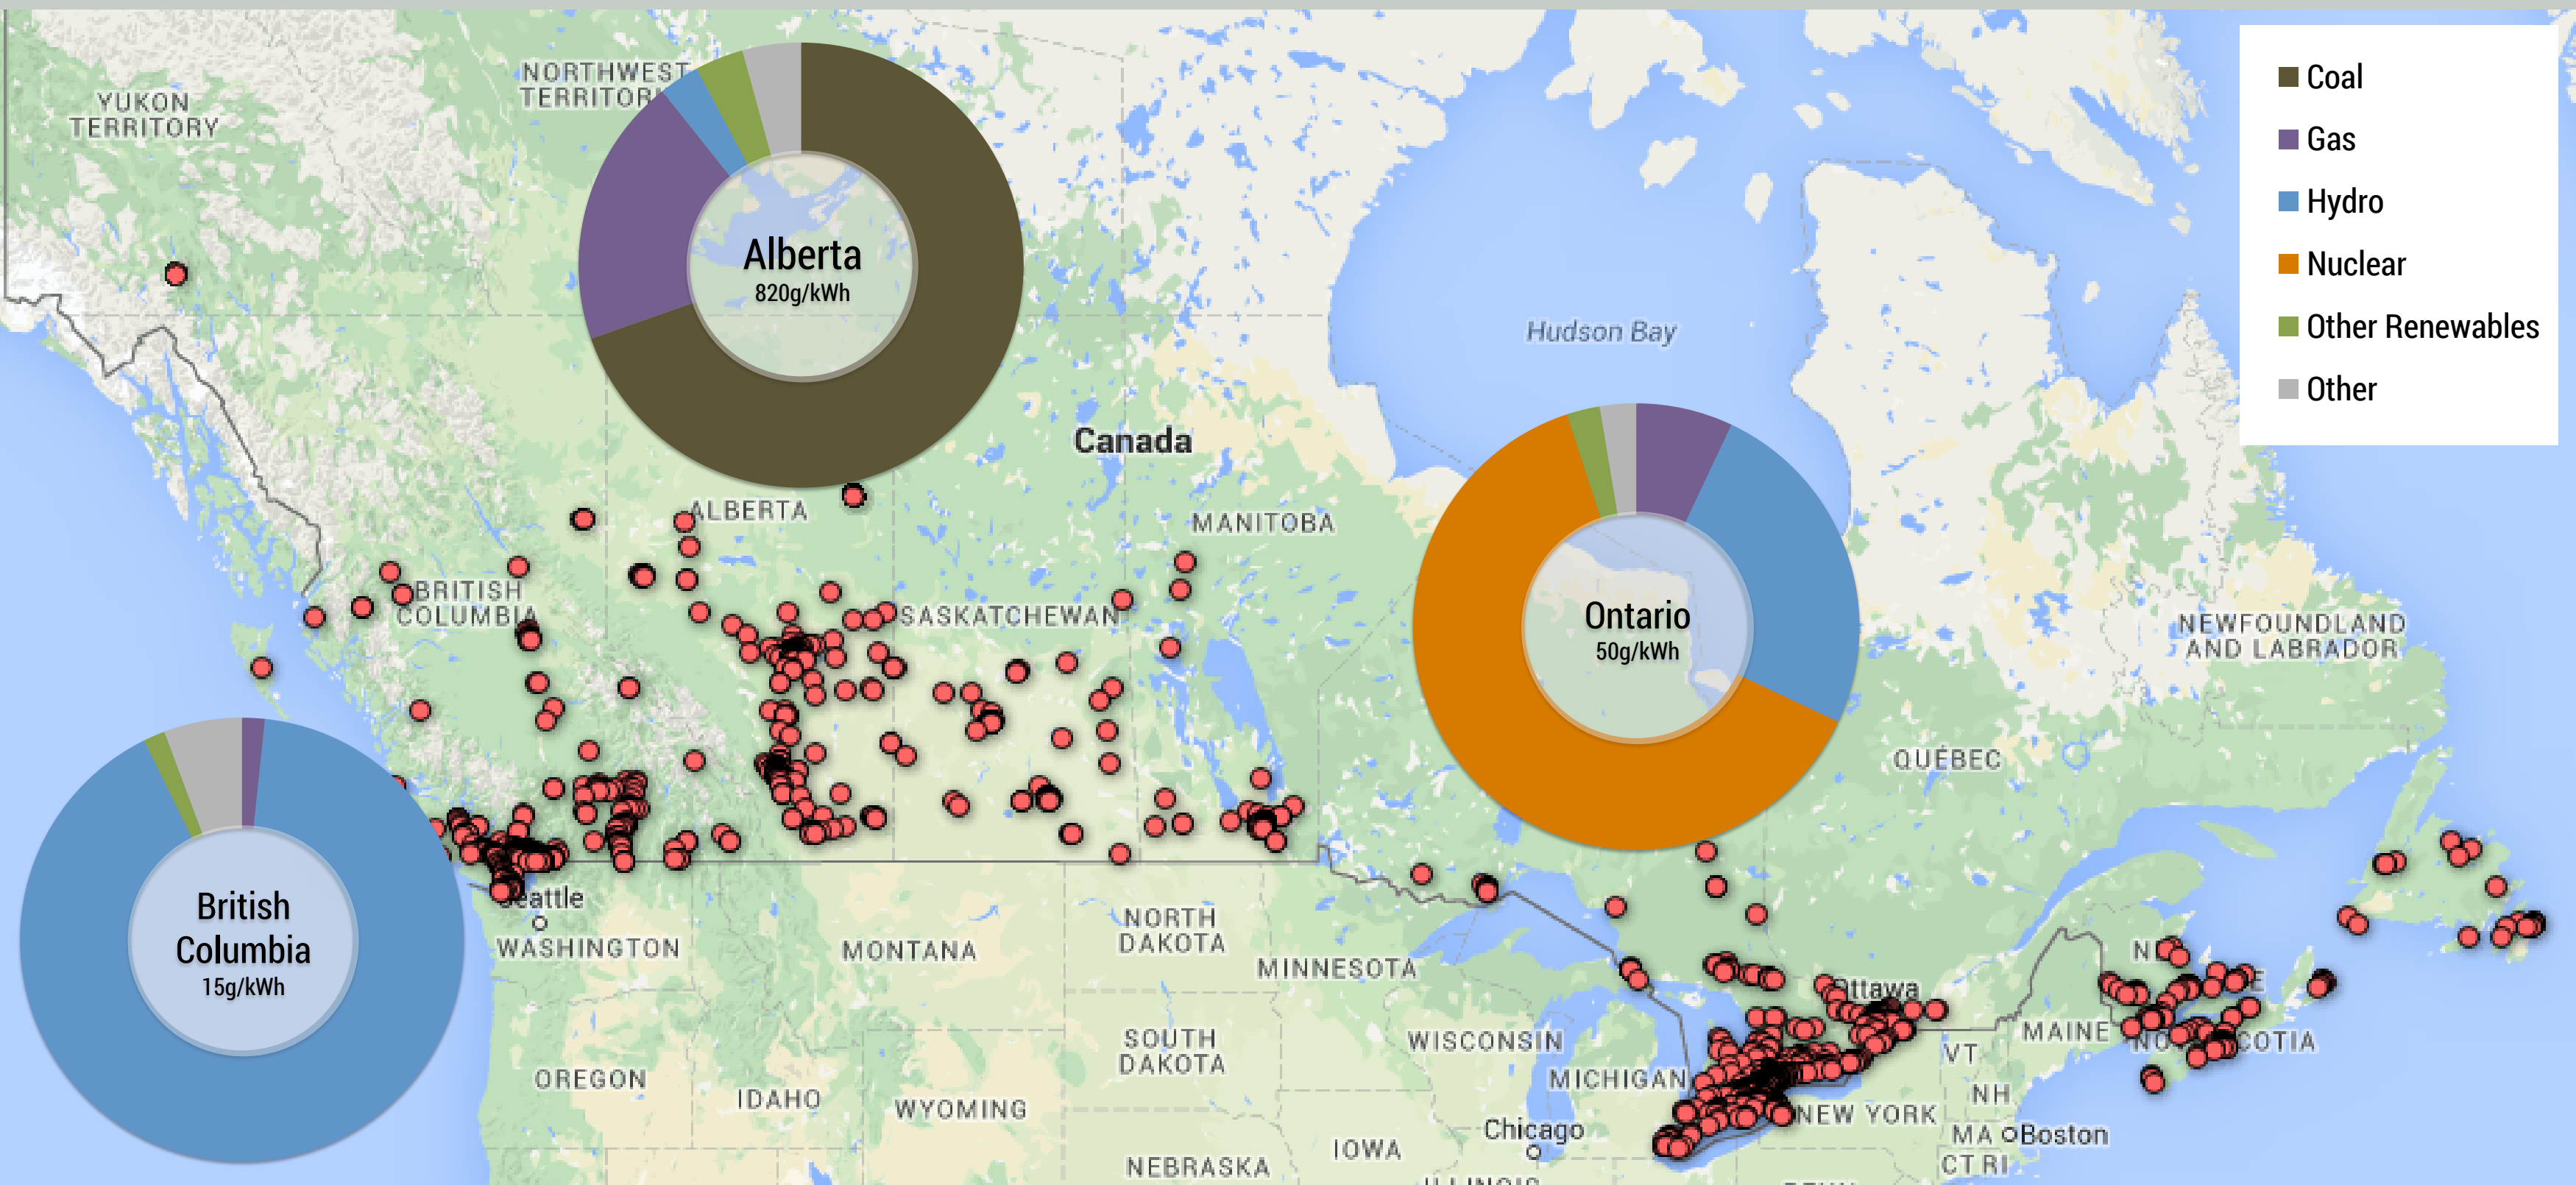 YUKON
TERRITORY
NORTHWEST
Alberta
820g/kWh
Coal
Gas
Hydro
Nuclear
Other Renewables
Other
Hudson Bay
Canada
ALBERTA
MANITOBA
BRITISH
COLUMBIA
SASKATCHEWAN
Ontario
50g/kWh
NEWFOUNDLAND
AND LABRADOR
QUÉBEC
British
Columbia
15g/kWh
WASHINGTON
MONTANA
NORTH
DAKOTA
MINNESOTA
Ottawa
SOUTH
DAKOTA
WISCONSIN
MICHIGAN
MAINE
VT
NH
OREGON
IDAHO
WYOMING
NEW YORK
Chicago
MA Boston
CT RI
IOWA
NEBRASKA